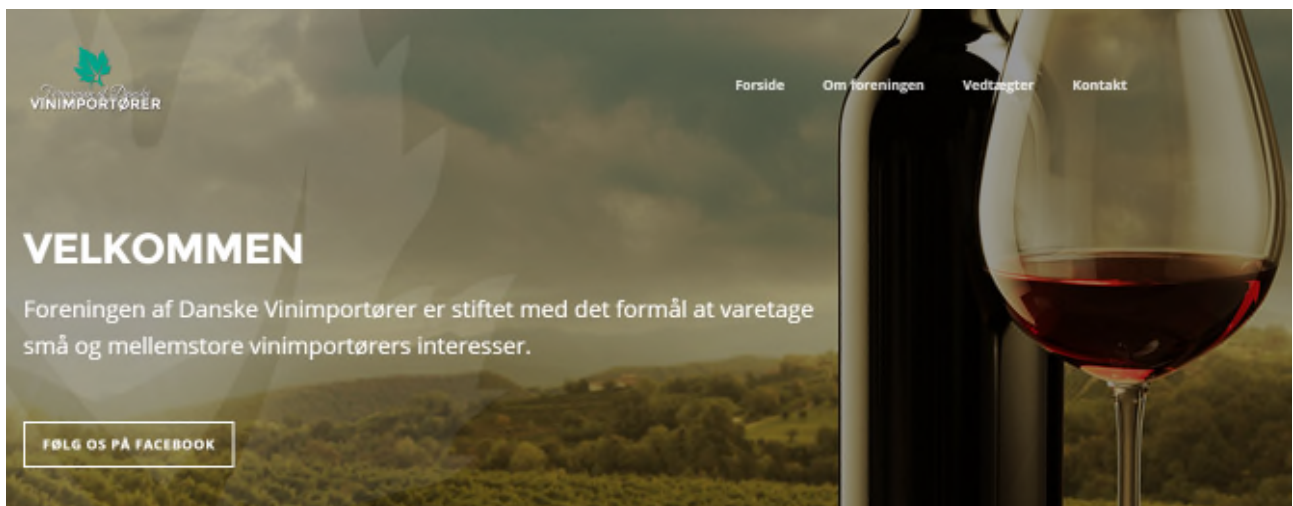 VINIMPORTØRER
Forside Om foreningen Vedtægter Kontakt
VELKOMMEN
Foreningen af Danske Vinimportører er stiftet med det formål at varetage
små og mellemstore vinimportørers interesser.
FØLG OS PÅ FACEBOOK